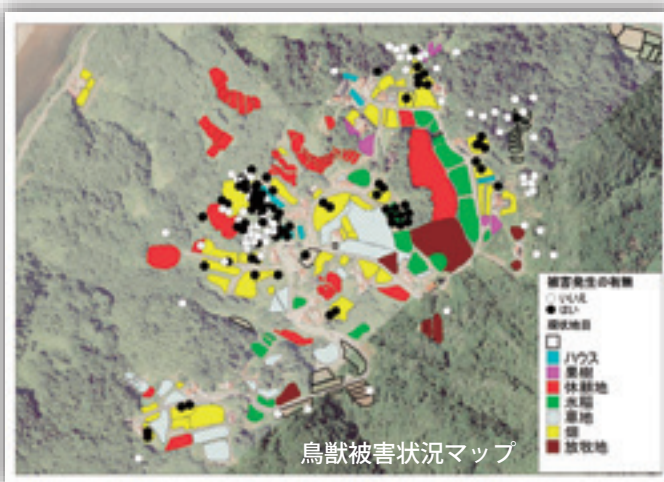 被害発生の有無
いいえ
はい
現状地目
ハウス
果樹
休耕地
水稲
墓地
畑
放牧地
鳥獣被害状況マップ